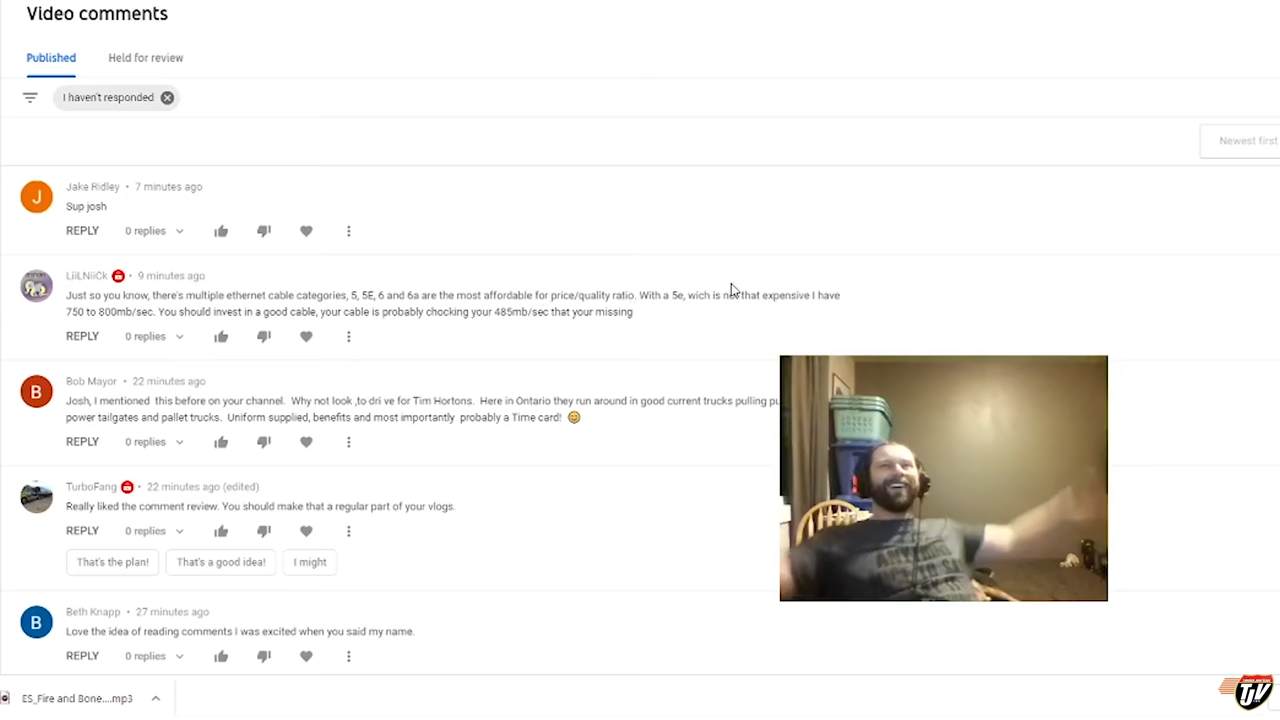 Video comments
Published
Held for review
I haven't responded
Newest first
Jake Ridley • 7 minutes ago
Sup josh
REPLY 0 replies
LiiLNiiCk • 9 minutes ago
Just so you know, there's multiple ethernet cable categories, 5, 5E, 6 and 6a are the most affordable for price/quality ratio. With a 5e, wich is not that expensive I have
750 to 800mb/sec. You should invest in a good cable, your cable is probably chocking your 485mb/sec that your missing
REPLY 0 replies
B
Bob Mayor • 22 minutes ago
Josh, I mentioned this before on your channel. Why not look ,to dri ve for Tim Hortons. Here in Ontario they run around in good current trucks pulling
power tailgates and pallet trucks. Uniform supplied, benefits and most importantly probably a Time card! 😊
REPLY 0 replies
TurboFang • 22 minutes ago (edited)
Really liked the comment review. You should make that a regular part of your vlogs.
REPLY 0 replies
That's the plan! That's a good idea! I might
B
Beth Knapp • 27 minutes ago
Love the idea of reading comments I was excited when you said my name.
REPLY 0 replies
ES_Fire and Bone....mp3
J
TJV